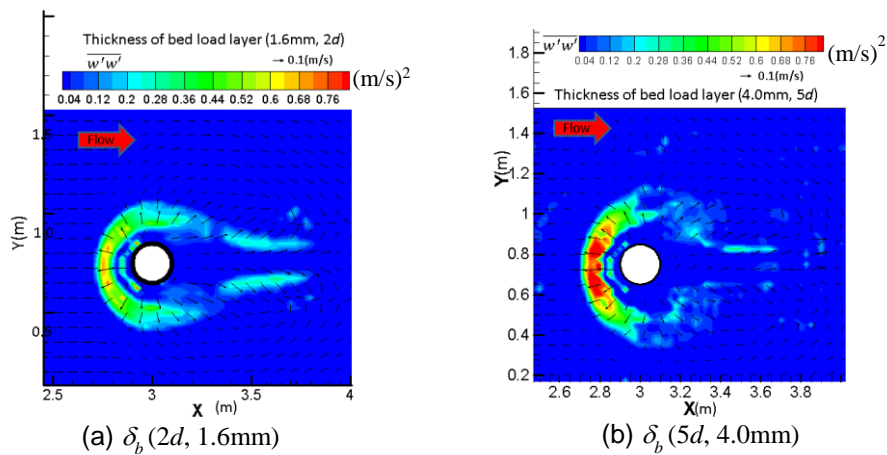 Thickness of bed load layer (1.6mm, 2d)
w'w'
→ 0.1(m/s)
(m/s)²
0.04 0.12 0.2 0.28 0.36 0.44 0.52 0.6 0.68 0.76
Flow
1.5
1.0
0.5
Y(m)
2.5 3 3.5 4
X (m)
(a) δb (2d, 1.6mm)
w'w'
0.04 0.12 0.2 0.28 0.36 0.44 0.52 0.6 0.68 0.76
(m/s)²
→ 0.1(m/s)
Thickness of bed load layer (4.0mm, 5d)
Flow
1.8
1.6
1.4
1.2
1
0.8
0.6
0.4
0.2
Y(m)
2.6 2.8 3 3.2 3.4 3.6 3.8 4
X(m)
(b) δb (5d, 4.0mm)